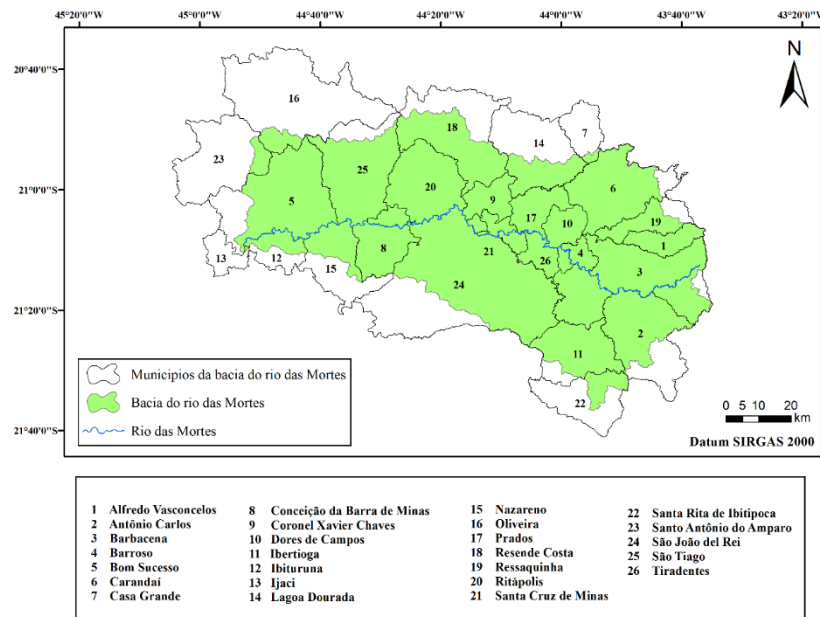 45°20'0"W 45°0'0"W 44°40'0"W 44°20'0"W 44°0'0"W 43°40'0"W 43°20'0"W
20°40'0"S
21°0'0"S
21°20'0"S
21°40'0"S
N
16
18
14
7
23
25
6
5
20
9
17
10
19
1
4
8
21
26
3
13
12
15
24
2
11
22
Municipios da bacia do rio das Mortes
Bacia do rio das Mortes
Rio das Mortes
0 5 10 20
km
Datum SIRGAS 2000
1 Alfredo Vasconcelos
2 Antônio Carlos
3 Barbacena
4 Barroso
5 Bom Sucesso
6 Carandaí
7 Casa Grande
8 Conceição da Barra de Minas
9 Coronel Xavier Chaves
10 Dores de Campos
11 Ibertioga
12 Ibituruna
13 Ijaci
14 Lagoa Dourada
15 Nazareno
16 Oliveira
17 Prados
18 Resende Costa
19 Ressaquinha
20 Ritápolis
21 Santa Cruz de Minas
22 Santa Rita de Ibitipoca
23 Santo Antônio do Amparo
24 São João del Rei
25 São Tiago
26 Tiradentes